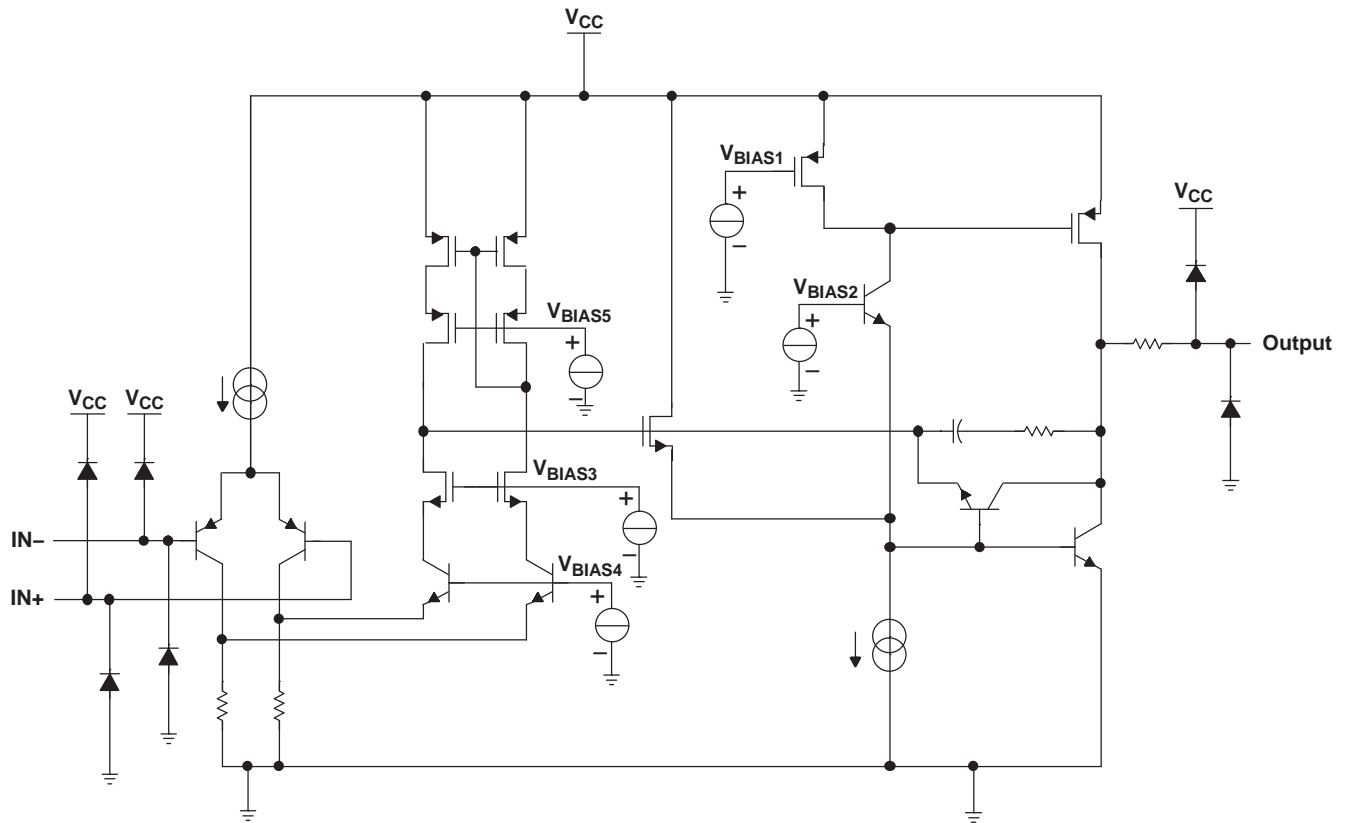 VCC
VBIAS1
VCC
VBIAS2
+
−
VBIAS5
+
−
+
−
Output
VCC
VCC
VBIAS3
+
−
IN−
VBIAS4
+
−
IN+